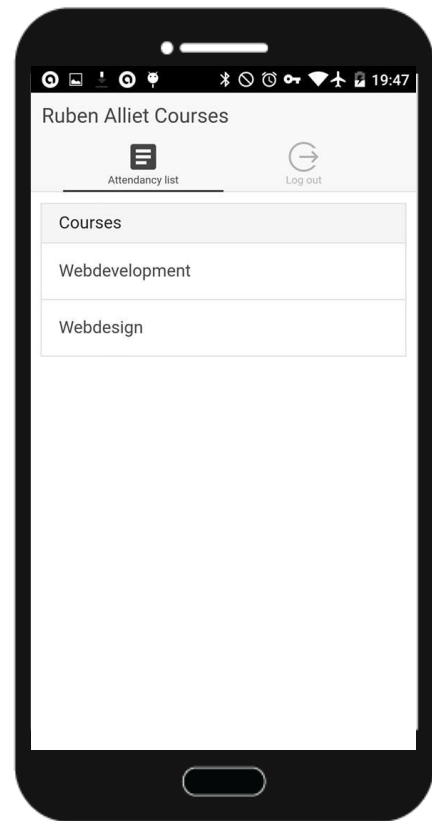 19:47
Ruben Alliet Courses
Attendancy list
Log out
Courses
Webdevelopment
Webdesign